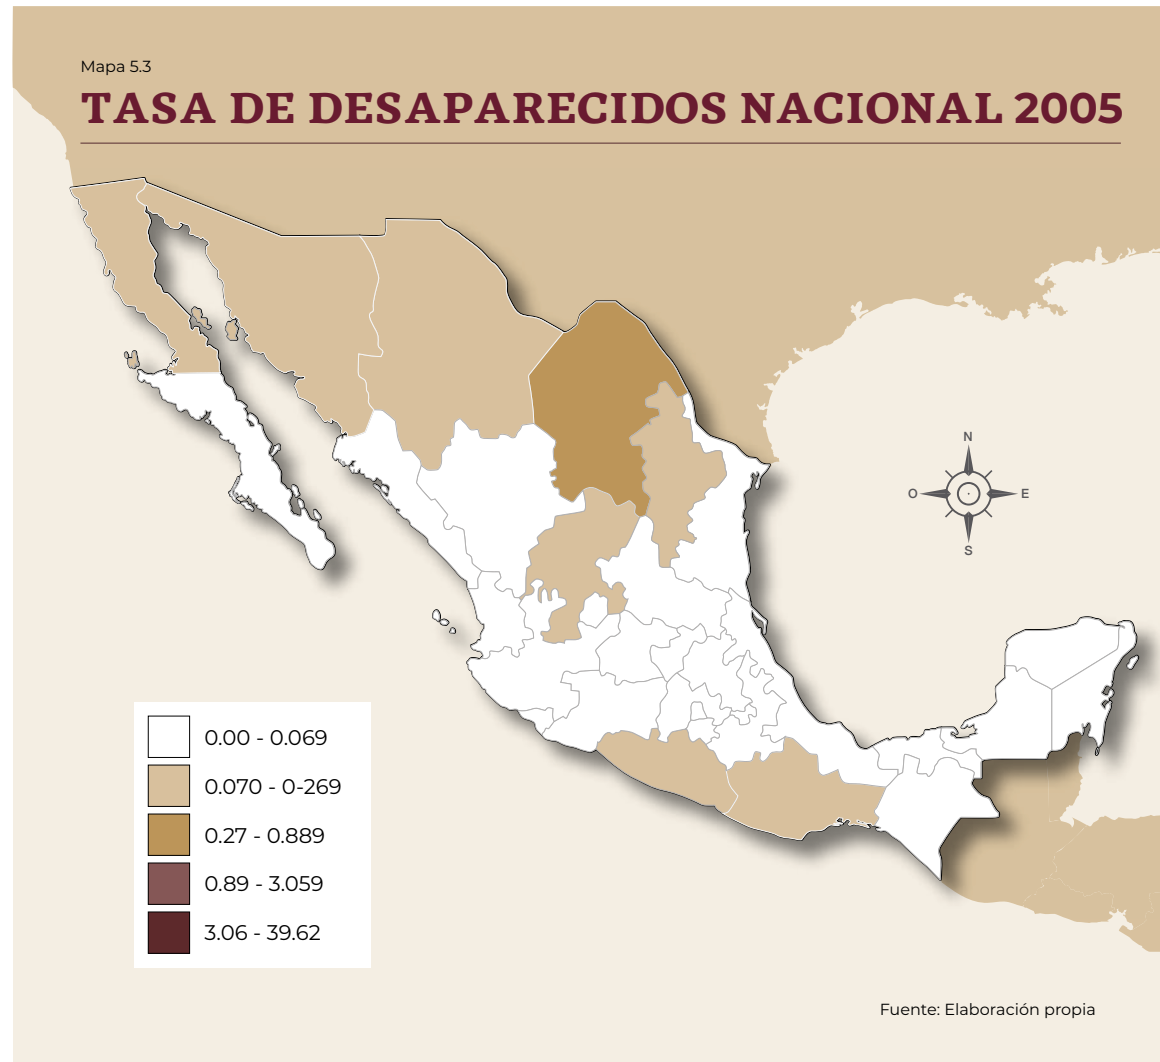 Mapa 5.3
TASA DE DESAPARECIDOS NACIONAL 2005
N
O
E
S
0.00 - 0.069
0.070 - 0-269
0.27 - 0.889
0.89 - 3.059
3.06 - 39.62
Fuente: Elaboración propia